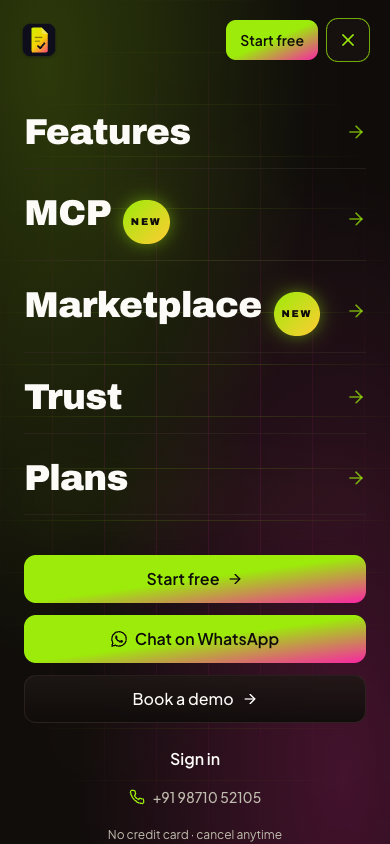 Start free
Features
MCP NEW
Marketplace NEW
Trust
Plans
Start free
Chat on WhatsApp
Book a demo
Sign in
+91 98710 52105
No credit card · cancel anytime